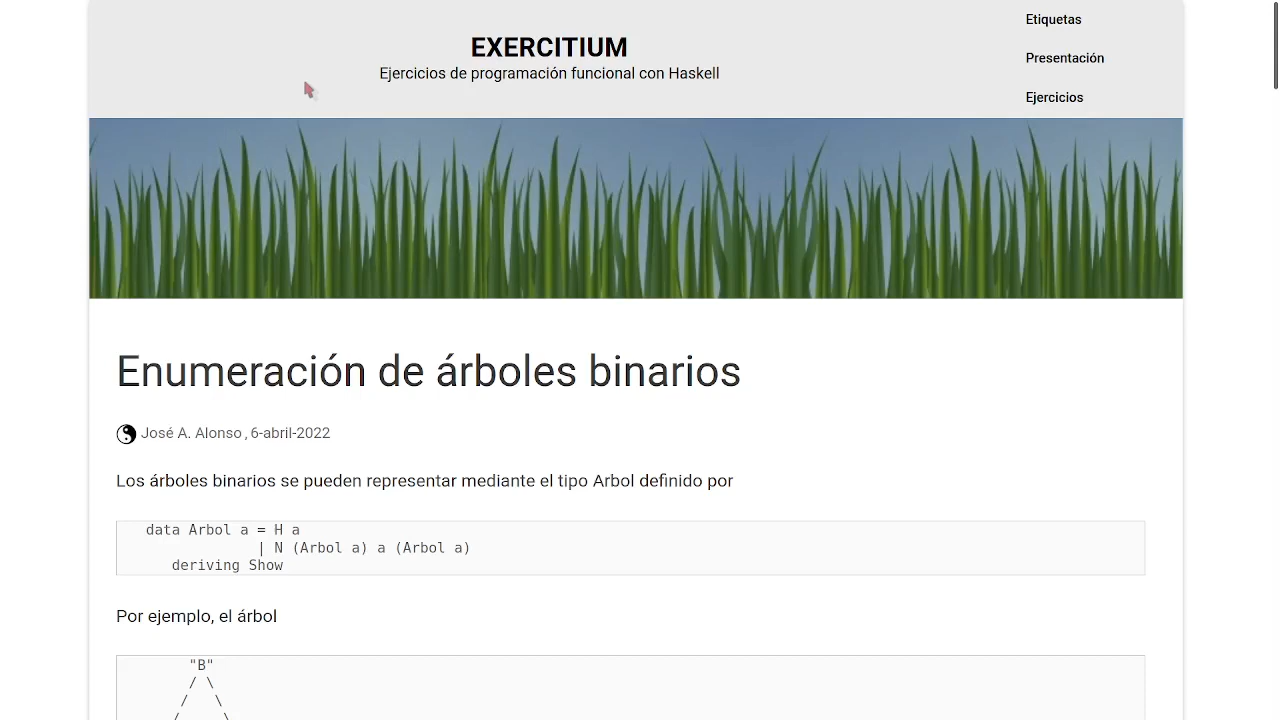 EXERCITIUM
Ejercicios de programación funcional con Haskell
Etiquetas
Presentación
Ejercicios
Enumeración de árboles binarios
José A. Alonso , 6-abril-2022
Los árboles binarios se pueden representar mediante el tipo Arbol definido por
data Arbol a = H a
| N (Arbol a) a (Arbol a)
deriving Show
Por ejemplo, el árbol
"B"
/ \
/ \
/ \